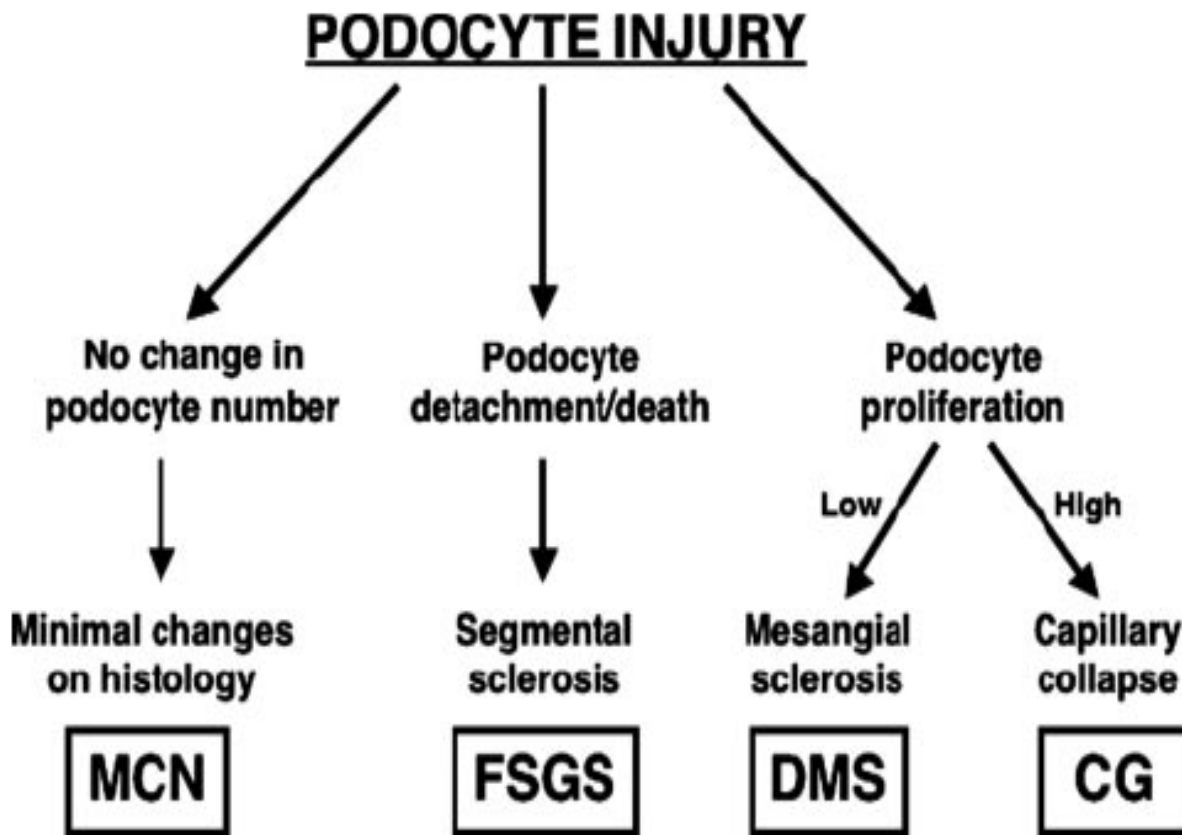 PODOCYTE INJURY
No change in
podocyte number
Podocyte
detachment/death
Podocyte
proliferation
Low
High
Minimal changes
on histology
Segmental
sclerosis
Mesangial
sclerosis
Capillary
collapse
MCN
FSGS
DMS
CG